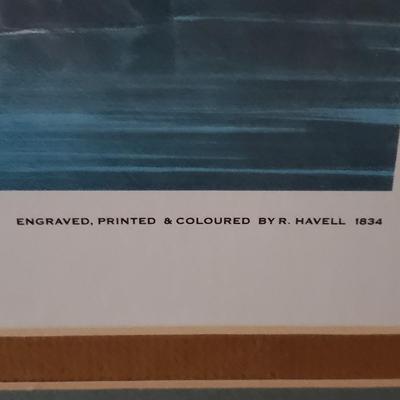 ENGRAVED, PRINTED & COLOURED BY R. HAVELL 1834